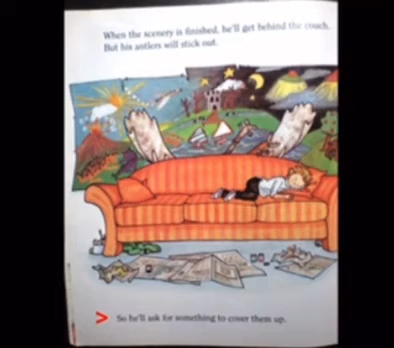 When the scenery is finished, he'll get behind the couch.
But his antlers will stick out.
So he'll ask for something to cover them up.